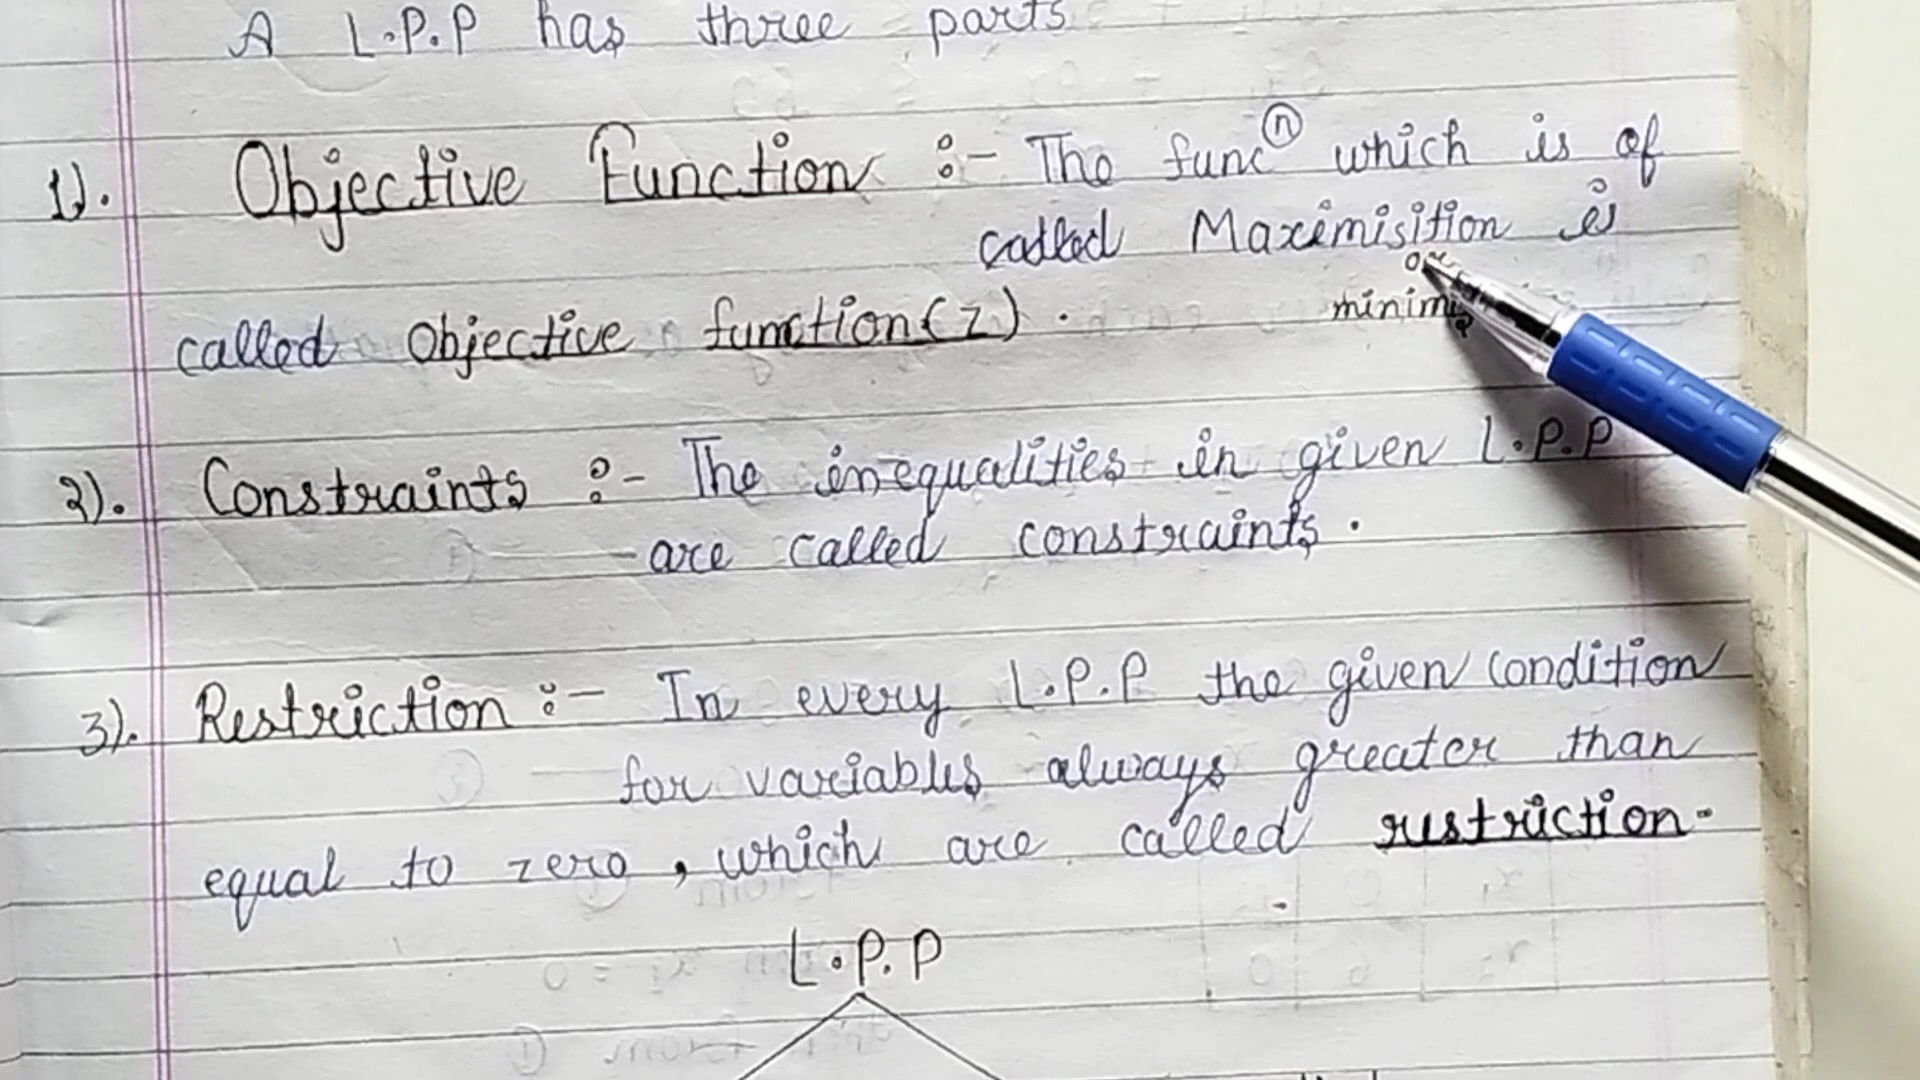 A L.P.P has three parts
1). Objective Function :- The funcⁿ which is of
called Maximisition is
or
called Objective function(z).
2). Constraints :- The inequalities in given L.P.P
are called constraints.
3). Restriction :- In every L.P.P the given condition
for variables always greater than
equal to zero, which are called restriction.
L.P.P